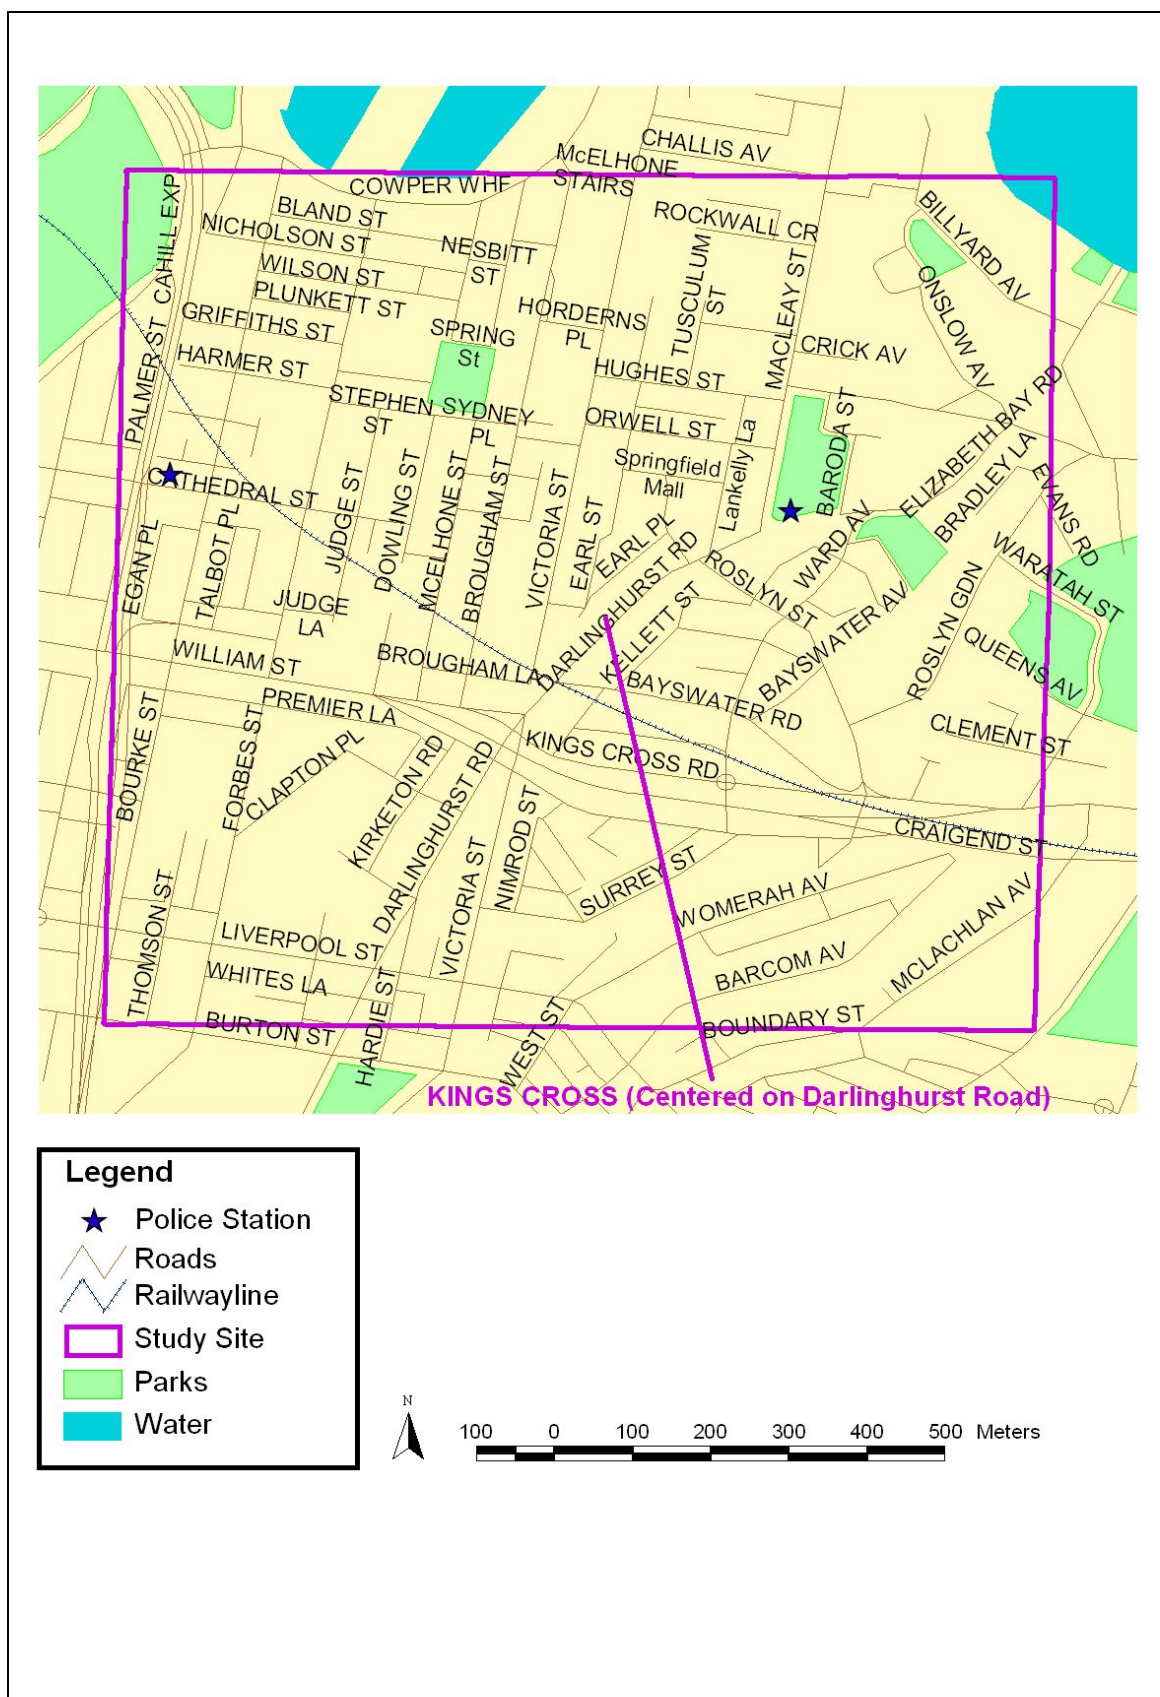 CHALLIS AV
McELHONE
STAIRS
COWPER WHF
CAHILL EXP
BLAND ST
NICHOLSON ST
NESBITT
ST
ROCKWALL CR
BILLYARD AV
WILSON ST
PLUNKETT ST
TUSCULUM
ST
MACLEAY ST
ONSLOW AV
GRIFFITHS ST
SPRING
St
HORDERNS
PL
CRICK AV
PALMER ST
HARMER ST
HUGHES ST
STEPHEN
ST
SYDNEY
PL
ORWELL ST
BARODA ST
ELIZABETH BAY RD
Springfield
Mall
Lankelly La
BRADLEY LA
EVANS RD
CATHEDRAL ST
JUDGE ST
DOWLING ST
MCELHONE ST
BROUGHAM ST
VICTORIA ST
EARL ST
EARL PL
WARD AV
WARATAH ST
EGAN PL
TALBOT PL
JUDGE
LA
DARLINGHURST RD
ROSLYN ST
BAYSWATER AV
ROSLYN GDN
QUEENS AV
WILLIAM ST
BROUGHAM LA
KELLETT ST
BAYSWATER RD
PREMIER LA
CLEMENT ST
BOURKE ST
FORBES ST
CLAPTON PL
KIRKETON RD
DARLINGHURST RD
KINGS CROSS RD
CRAIGEND ST
NIMROD ST
VICTORIA ST
SURREY ST
WOMERAH AV
MCLACHLAN AV
THOMSON ST
LIVERPOOL ST
BARCOM AV
WHITES LA
HARDIE ST
BURTON ST
WEST ST
BOUNDARY ST
KINGS CROSS (Centered on Darlinghurst Road)
Legend
Police Station
Roads
Railwayline
Study Site
Parks
Water
N
100 0 100 200 300 400 500 Meters